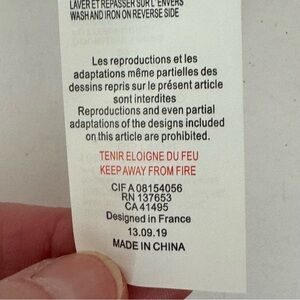 LAVER ET REPASSER SUR L'ENVERS
WASH AND IRON ON REVERSE SIDE
Les reproductions et les
adaptations même partielles des
dessins repris sur le présent article
sont interdites
Reproductions and even partial
adaptations of the designs included
on this article are prohibited.
TENIR ELOIGNE DU FEU
KEEP AWAY FROM FIRE
CIF A 08154056
RN 137653
CA 41495
Designed in France
13.09.19
MADE IN CHINA